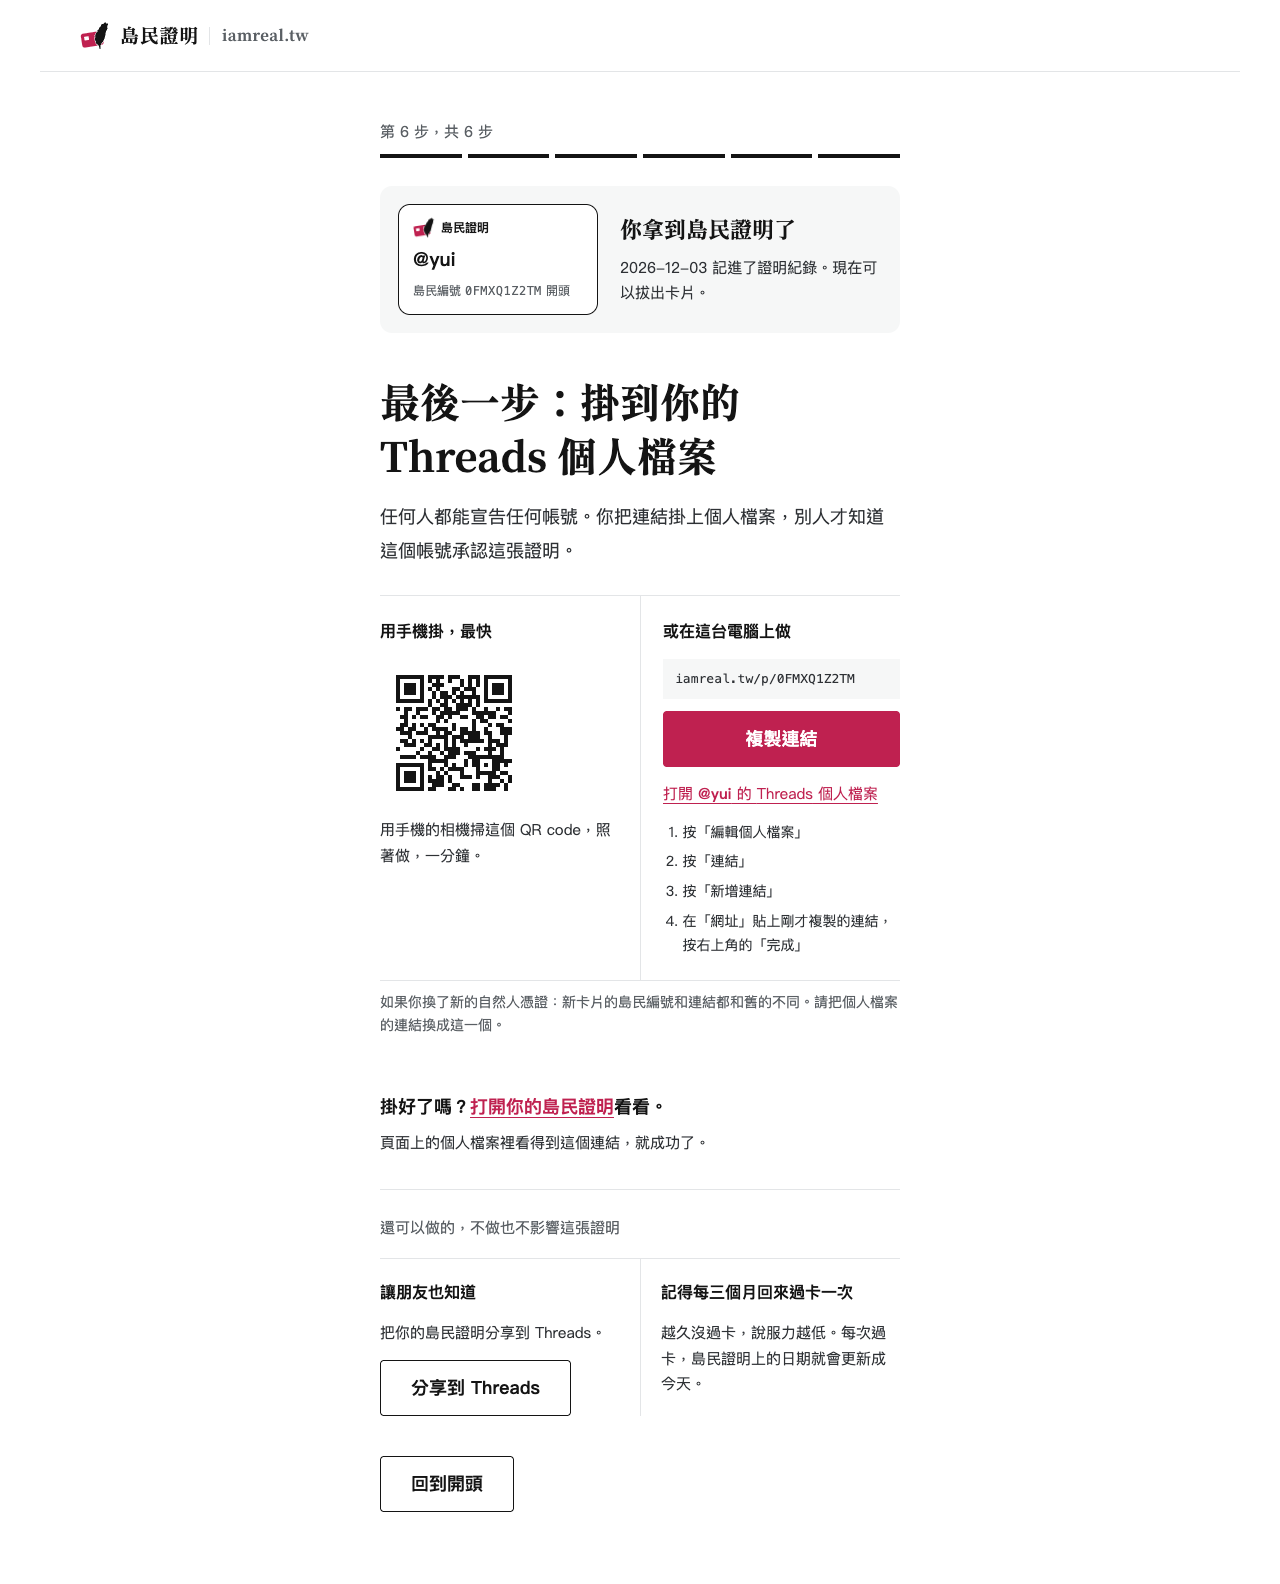 島民證明 iamreal.tw
第 6 步，共 6 步
島民證明
@yui
島民編號 0FMXQ1Z2TM 開頭
你拿到島民證明了
2026–12–03 記進了證明紀錄。現在可
以拔出卡片。
最後一步：掛到你的
Threads 個人檔案
任何人都能宣告任何帳號。你把連結掛上個人檔案，別人才知道
這個帳號承認這張證明。
用手機掛，最快
用手機的相機掃這個 QR code，照
著做，一分鐘。
或在這台電腦上做
iamreal.tw/p/0FMXQ1Z2TM
複製連結
打開 @yui 的 Threads 個人檔案
1. 按「編輯個人檔案」
2. 按「連結」
3. 按「新增連結」
4. 在「網址」貼上剛才複製的連結，
按右上角的「完成」
如果你換了新的自然人憑證：新卡片的島民編號和連結都和舊的不同。請把個人檔案
的連結換成這一個。
掛好了嗎？打開你的島民證明看看。
頁面上的個人檔案裡看得到這個連結，就成功了。
還可以做的，不做也不影響這張證明
讓朋友也知道
把你的島民證明分享到 Threads。
分享到 Threads
記得每三個月回來過卡一次
越久沒過卡，說服力越低。每次過
卡，島民證明上的日期就會更新成
今天。
回到開頭